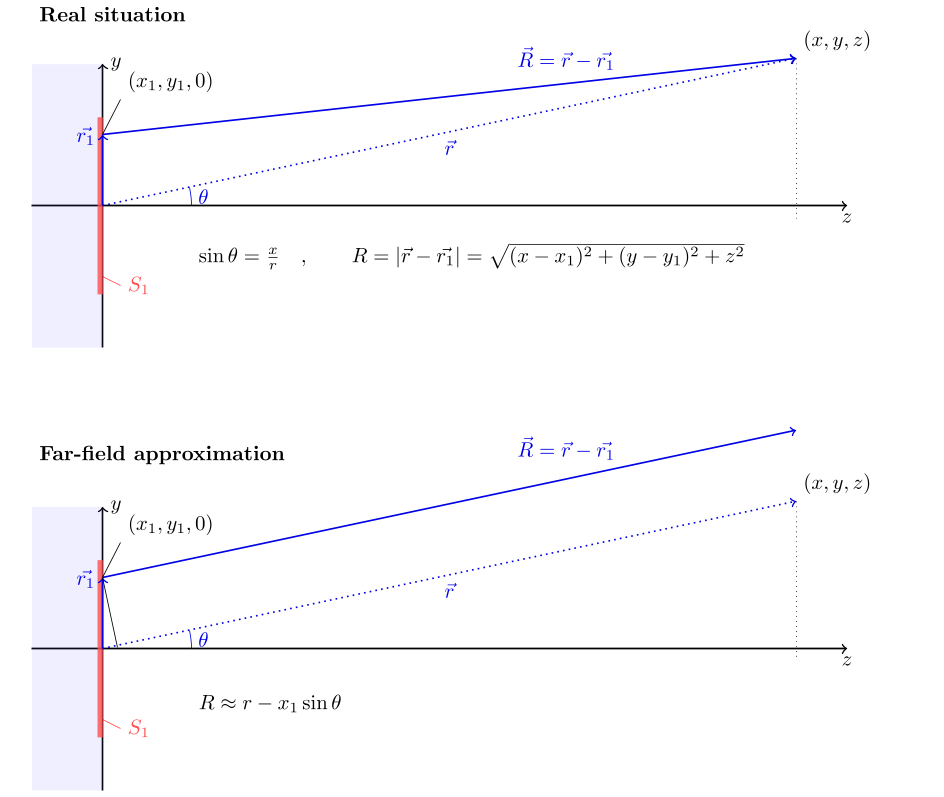 Real situation
y
(x₁, y₁, 0)
R⃗ = r⃗ − r⃗₁
(x, y, z)
r⃗₁
r⃗
θ
z
sin θ = x/r , R = |r⃗ − r⃗₁| = √((x − x₁)² + (y − y₁)² + z²)
S₁
Far-field approximation
R⃗ = r⃗ − r⃗₁
(x, y, z)
y
(x₁, y₁, 0)
r⃗₁
r⃗
θ
z
R ≈ r − x₁ sin θ
S₁